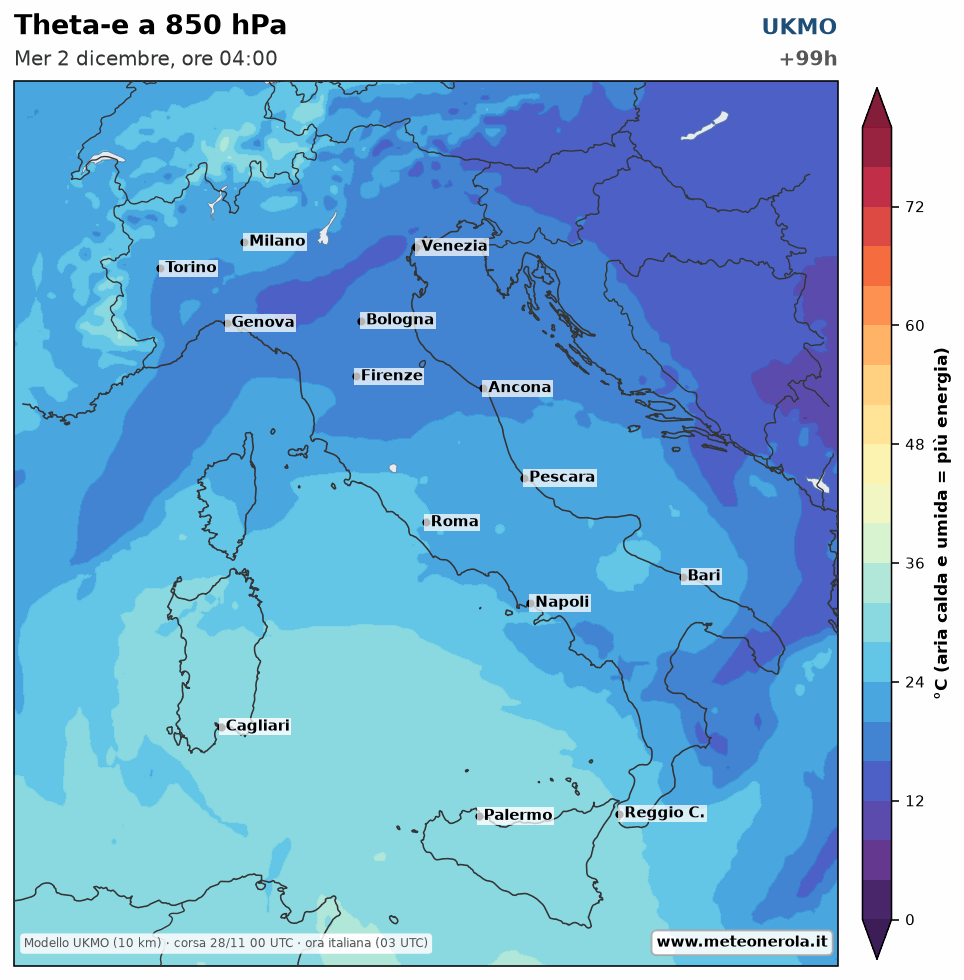 Theta-e a 850 hPa
UKMO
Mer 2 dicembre, ore 04:00
+99h
Milano
Venezia
Torino
Genova
Bologna
Firenze
Ancona
Pescara
Roma
Bari
Napoli
Cagliari
Palermo
Reggio C.
72
60
48
36
24
12
0
°C (aria calda e umida = più energia)
Modello UKMO (10 km) · corsa 28/11 00 UTC · ora italiana (03 UTC)
www.meteonerola.it